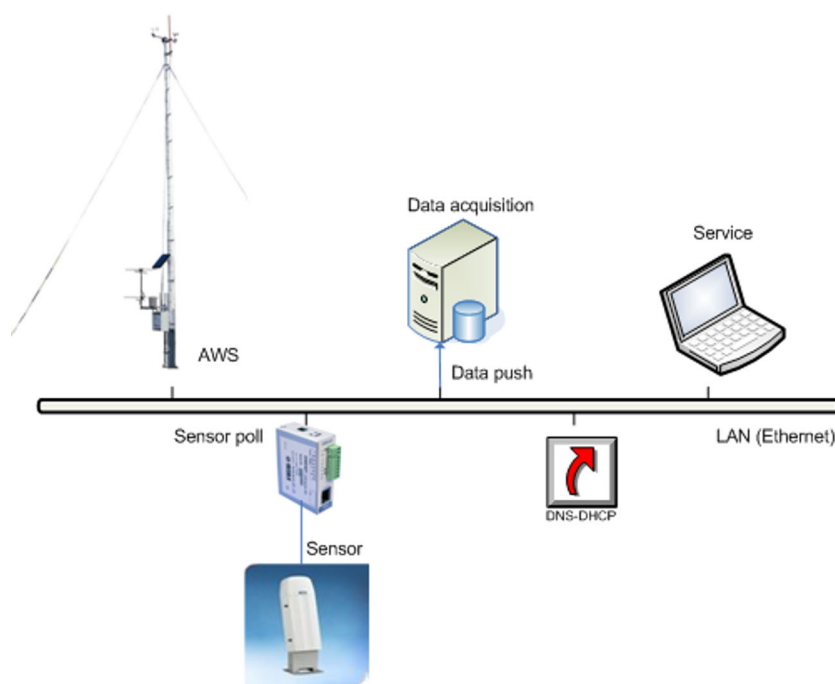 Data acquisition
Service
AWS
Data push
Sensor poll
LAN (Ethernet)
DNS-DHCP
Sensor